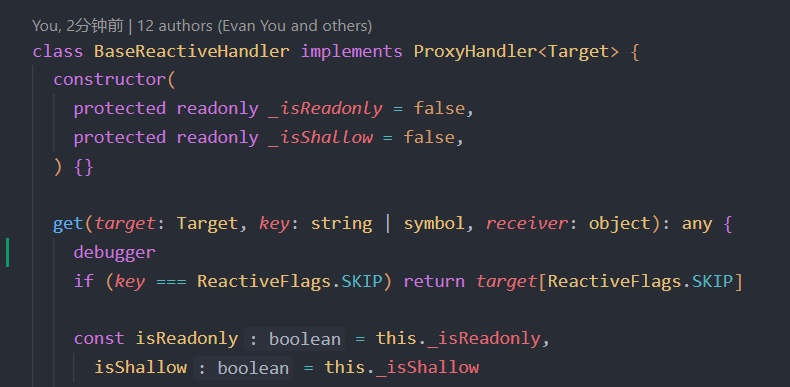 You, 2分钟前 | 12 authors (Evan You and others)
class BaseReactiveHandler implements ProxyHandler<Target> {
constructor(
protected readonly _isReadonly = false,
protected readonly _isShallow = false,
) {}
get(target: Target, key: string | symbol, receiver: object): any {
debugger
if (key === ReactiveFlags.SKIP) return target[ReactiveFlags.SKIP]
const isReadonly : boolean = this._isReadonly,
isShallow : boolean = this._isShallow